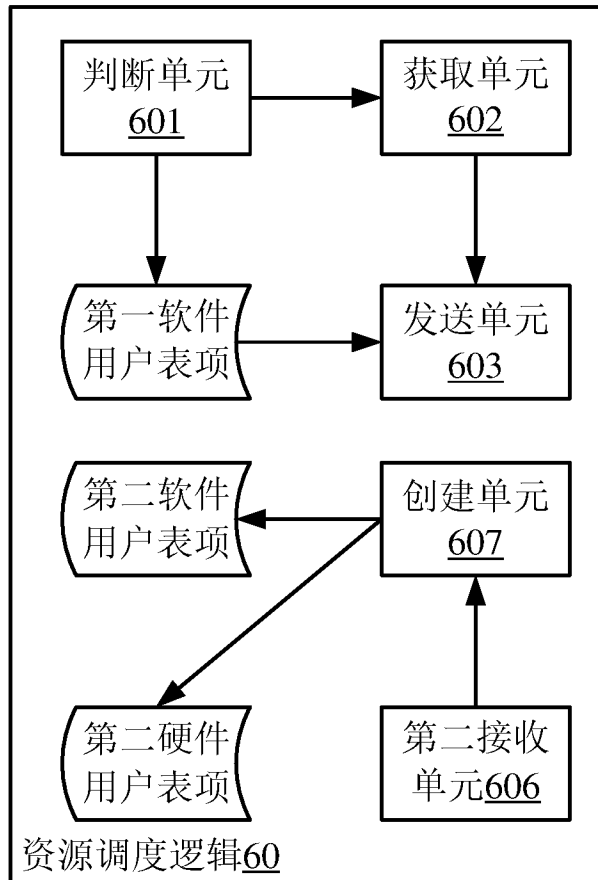 判断单元
601
获取单元
602
第一软件
用户表项
发送单元
603
第二软件
用户表项
创建单元
607
第二硬件
用户表项
第二接收
单元606
资源调度逻辑60